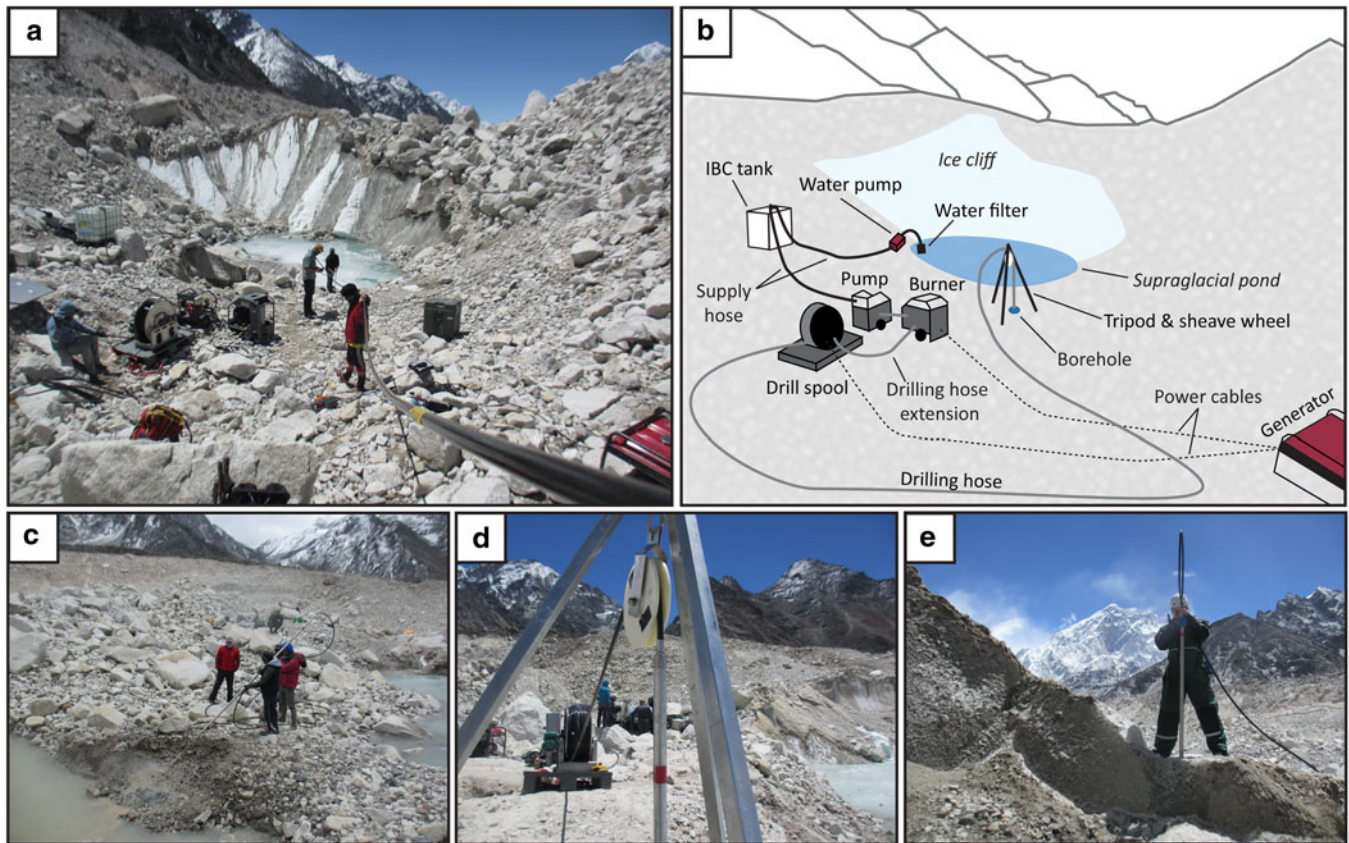 a
b
Ice cliff
IBC tank
Water pump
Water filter
Supply
hose
Pump
Burner
Supraglacial pond
Tripod & sheave wheel
Borehole
Drill spool
Drilling hose
extension
Power cables
Generator
Drilling hose
c
d
e